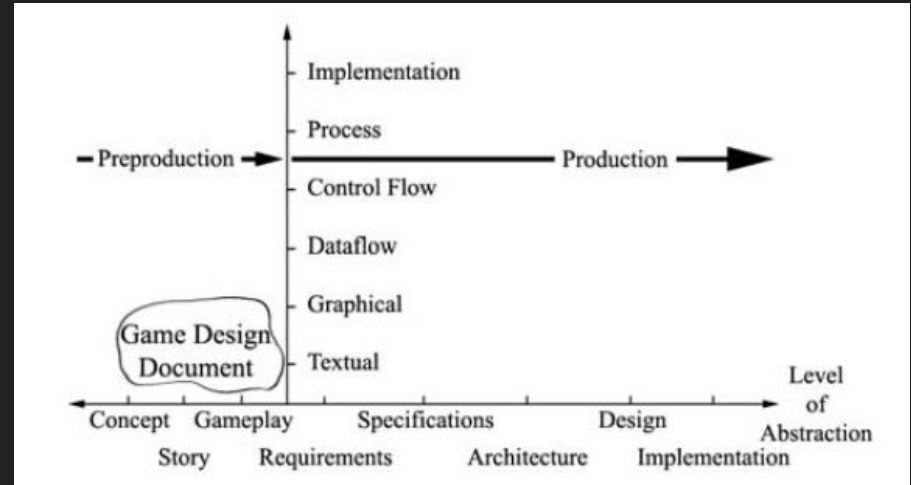 Implementation
Process
Preproduction
Production
Control Flow
Dataflow
Graphical
Game Design
Document
Textual
Level
of
Abstraction
Concept
Gameplay
Specifications
Design
Story
Requirements
Architecture
Implementation